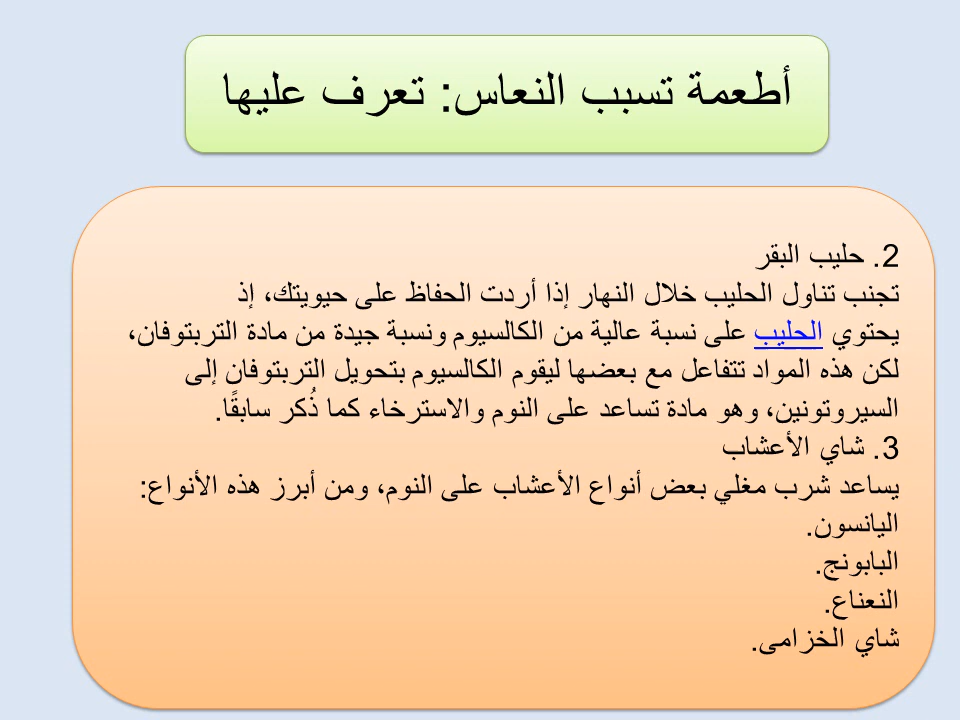 أطعمة تسبب النعاس: تعرف عليها
2. حليب البقر
تجنب تناول الحليب خلال النهار إذا أردت الحفاظ على حيويتك، إذ
يحتوي الحليب على نسبة عالية من الكالسيوم ونسبة جيدة من مادة التربتوفان،
لكن هذه المواد تتفاعل مع بعضها ليقوم الكالسيوم بتحويل التربتوفان إلى
السيروتونين، وهو مادة تساعد على النوم والاسترخاء كما ذُكر سابقًا.
3. شاي الأعشاب
يساعد شرب مغلي بعض أنواع الأعشاب على النوم، ومن أبرز هذه الأنواع:
اليانسون.
البابونج.
النعناع.
شاي الخزامى.